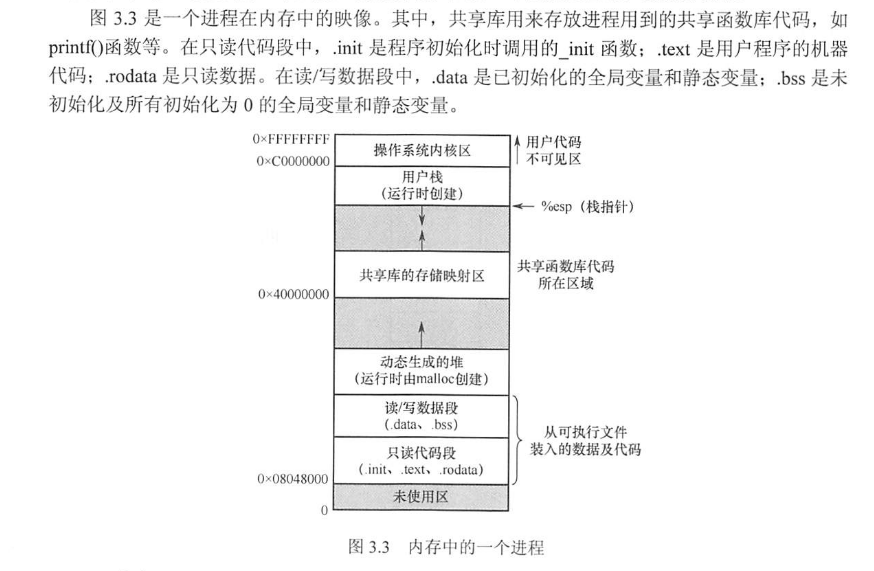 图 3.3 是一个进程在内存中的映像。其中，共享库用来存放进程用到的共享函数库代码，如
printf()函数等。在只读代码段中，.init 是程序初始化时调用的_init 函数；.text 是用户程序的机器
代码；.rodata 是只读数据。在读/写数据段中，.data 是已初始化的全局变量和静态变量；.bss 是未
初始化及所有初始化为 0 的全局变量和静态变量。
0×FFFFFFFF
操作系统内核区
用户代码
不可见区
0×C0000000
用户栈
(运行时创建)
%esp（栈指针）
共享库的存储映射区
共享函数库代码
所在区域
0×40000000
动态生成的堆
(运行时由malloc创建)
读/写数据段
(.data、.bss)
从可执行文件
装入的数据及代码
只读代码段
(.init、.text、.rodata)
0×08048000
未使用区
0
图 3.3 内存中的一个进程